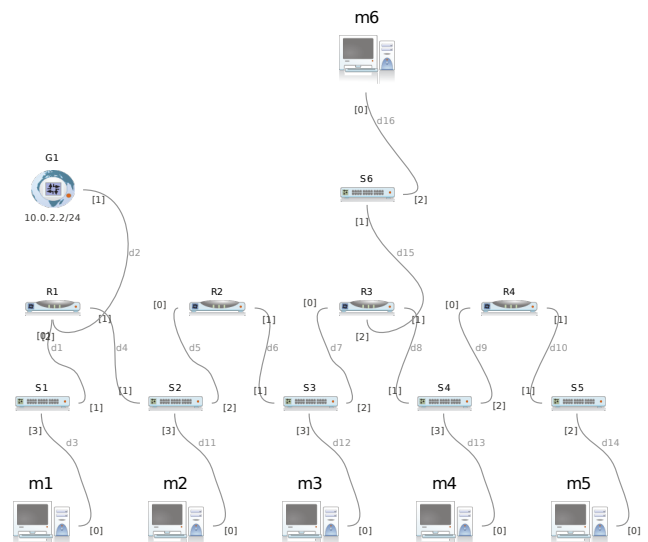 m6
[0]
d16
G1
S6
[1]
[2]
10.0.2.2/24
[1]
d2
d15
R1
R2
R3
R4
[0]
[0]
[0]
[1]
[1]
[1]
[1]
[2]
[2]
d1
d4
d5
d6
d7
d8
d9
d10
S1
S2
S3
S4
S5
[1]
[1]
[2]
[1]
[2]
[1]
[2]
[1]
[3]
[3]
[3]
[3]
[2]
d3
d11
d12
d13
d14
m1
m2
m3
m4
m5
[0]
[0]
[0]
[0]
[0]